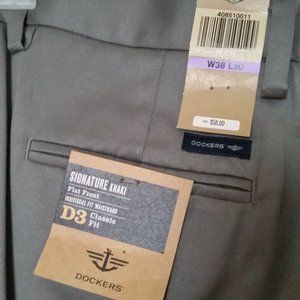 408510011
W38 L30
$58.00
DOCKERS
SIGNATURE KHAKI
Flat Front
INDIVIDUAL FIT WAISTBAND
D3 Classic
Fit
DOCKERS